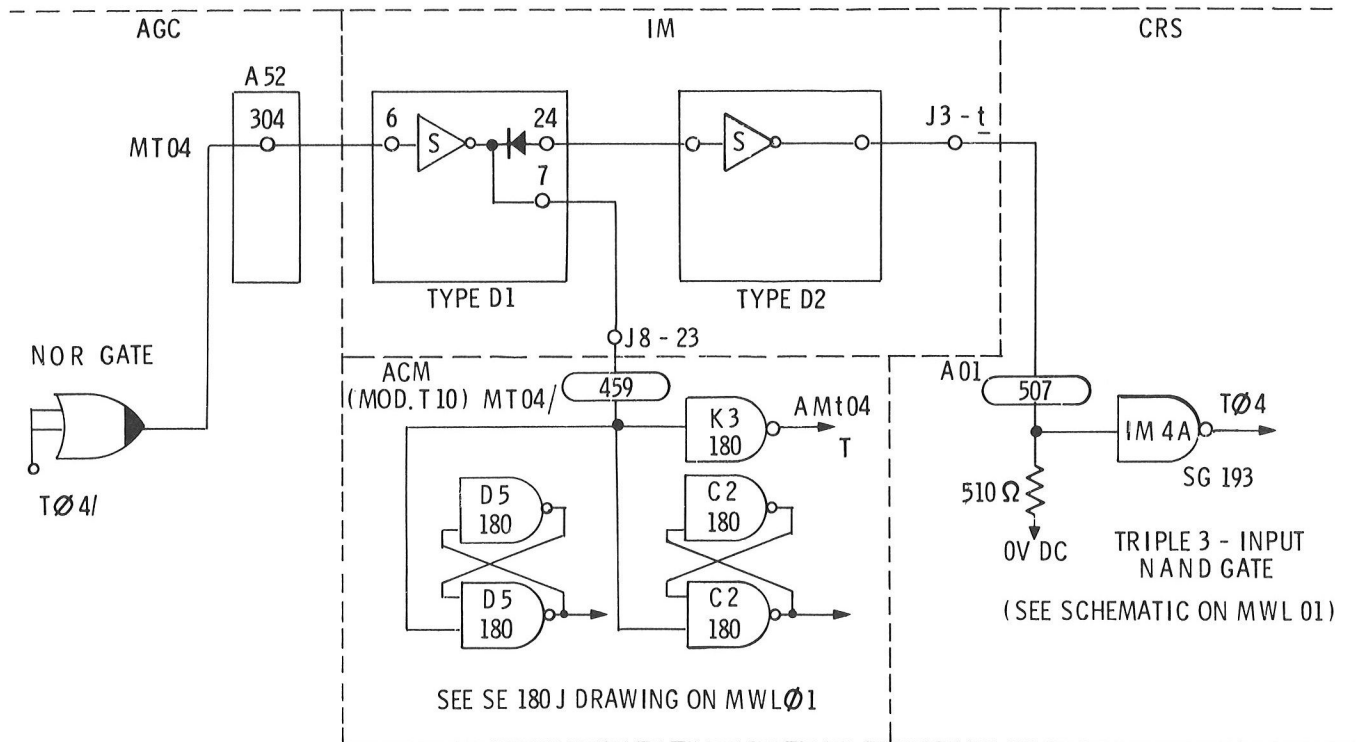 AGC
IM
CRS
A 52
304
MT04
6
S
24
7
TYPE D1
S
TYPE D2
J3 - t
J8 - 23
NOR GATE
TØ4/
ACM
(MOD. T10) MT04/
459
K3
180
AMt04
T
D5
180
C2
180
D5
180
C2
180
SEE SE 180J DRAWING ON MWLØ1
A01
507
IM 4A
TØ4
SG 193
510 Ω
0V DC
TRIPLE 3 - INPUT
NAND GATE
(SEE SCHEMATIC ON MWL 01)